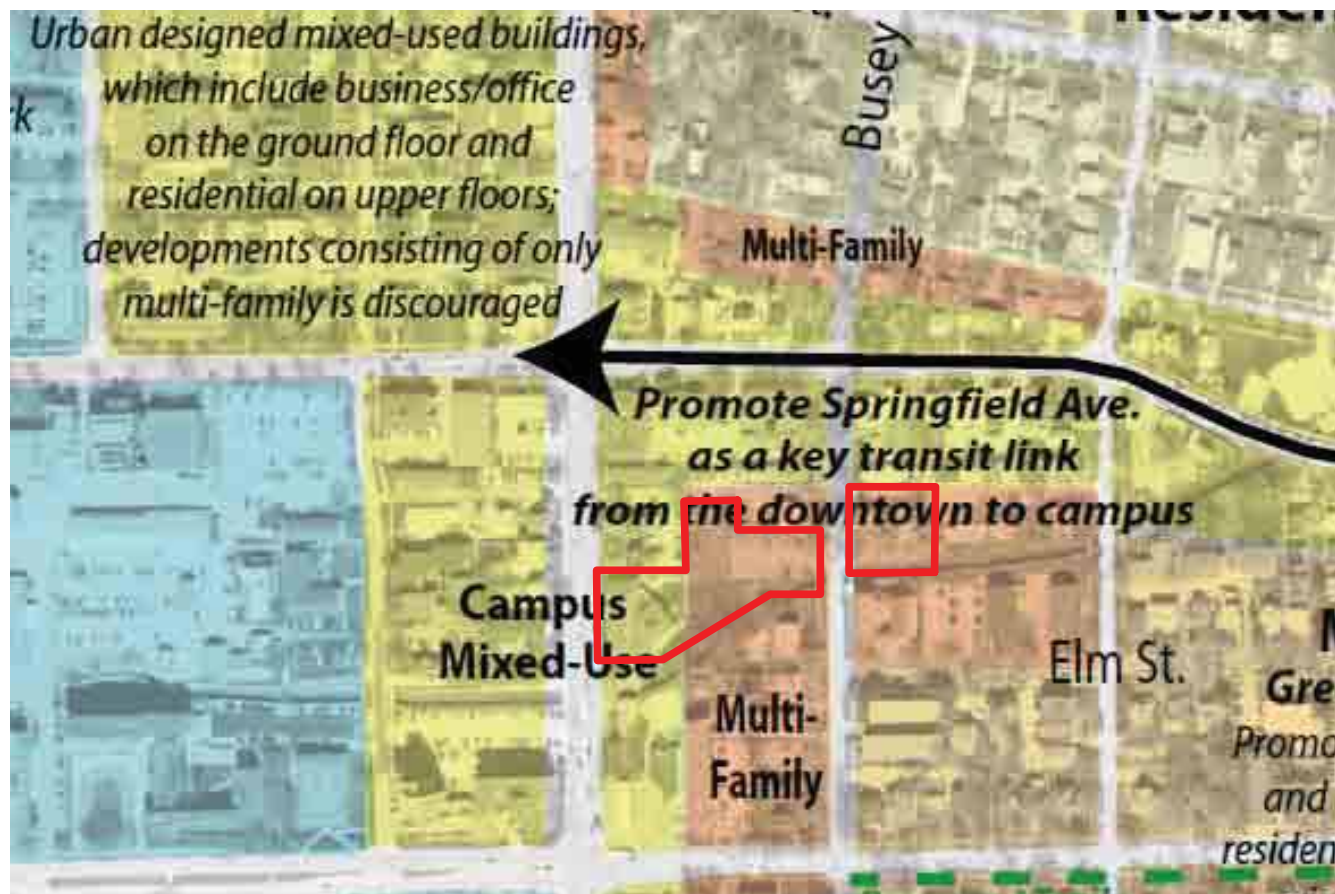 Urban designed mixed-used buildings,
which include business/office
on the ground floor and
residential on upper floors;
developments consisting of only
multi-family is discouraged
Busey
Multi-Family
Promote Springfield Ave.
as a key transit link
from the downtown to campus
Campus
Mixed-Use
Elm St.
Multi-
Family
and